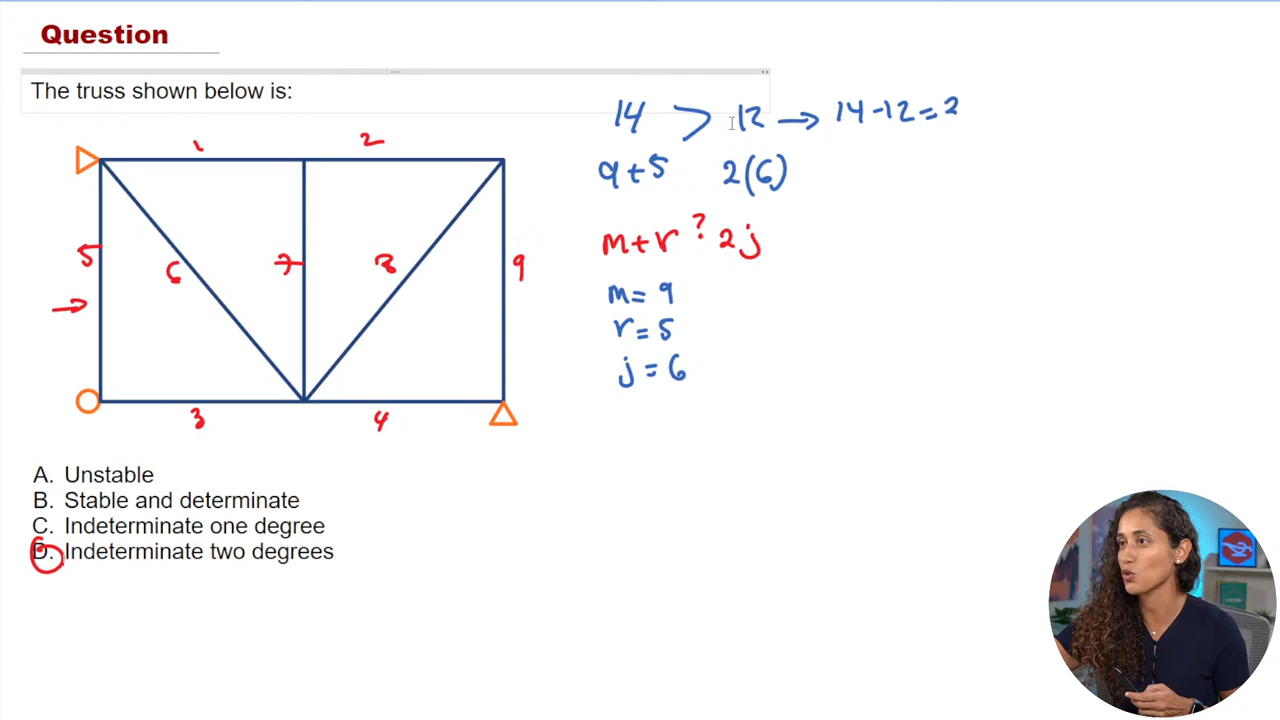 Question
The truss shown below is:
14 > 12 → 14-12=2
9+5 2(6)
m+r ? 2j
m= 9
r= 5
j = 6
1 2
5 6 7 8 9
3 4
A. Unstable
B. Stable and determinate
C. Indeterminate one degree
D. Indeterminate two degrees